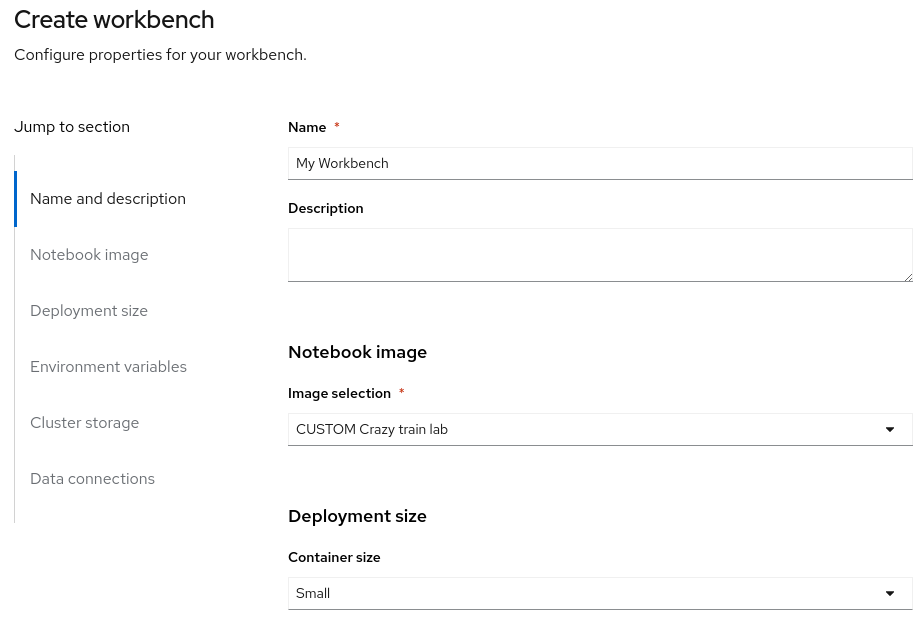 Create workbench
Configure properties for your workbench.
Jump to section
Name and description
Notebook image
Deployment size
Environment variables
Cluster storage
Data connections
Name *
My Workbench
Description
Notebook image
Image selection *
CUSTOM Crazy train lab
Deployment size
Container size
Small